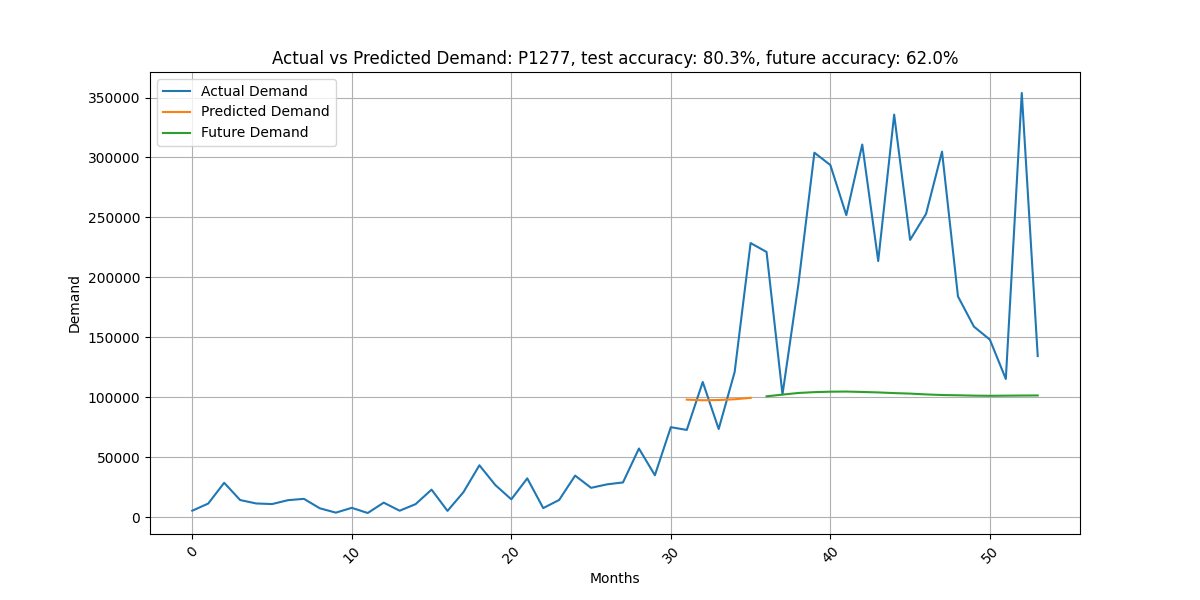 Actual vs Predicted Demand: P1277, test accuracy: 80.3%, future accuracy: 62.0%
Actual Demand
Predicted Demand
Future Demand
350000
300000
250000
200000
150000
100000
50000
0
Demand
0
10
20
30
40
50
Months